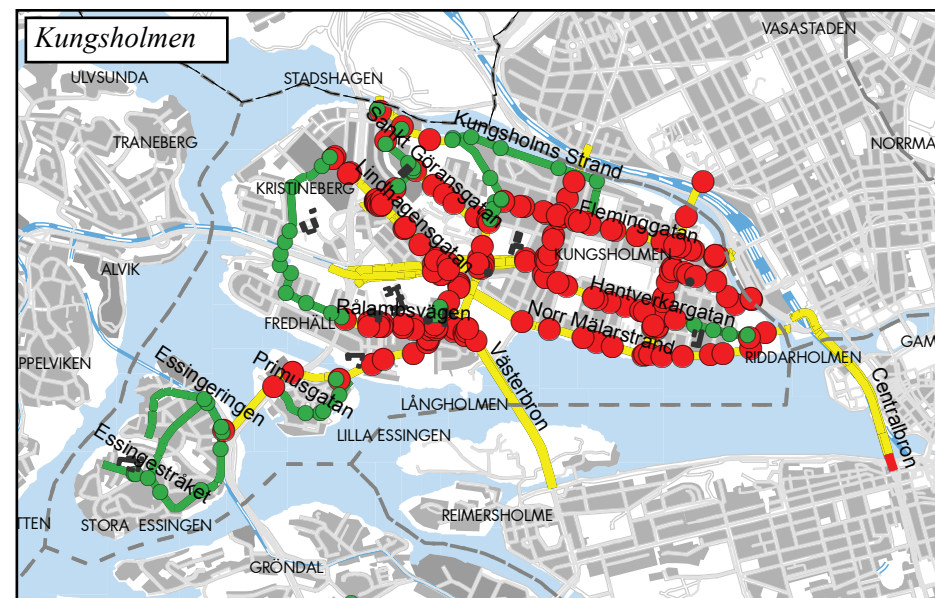 Kungsholmen
VASASTADEN
ULVSUNDA
STADSHAGEN
TRANEBERG
Sankt Göransgatan
Kungsholms Strand
NORRMA
KRISTINEBERG
Lindhagensgatan
Fleminggatan
KUNGSHOLMEN
ALVIK
Hantverkargatan
FREDHÄLL
Rålambsvägen
Norr Mälarstrand
GAM
PPELVIKEN
Essingeringen
Primusgatan
Västerbron
RIDDARHOLMEN
Centralbron
LÅNGHOLMEN
Essingestråket
LILLA ESSINGEN
TTEN
STORA ESSINGEN
REIMERSHOLME
GRÖNDAL